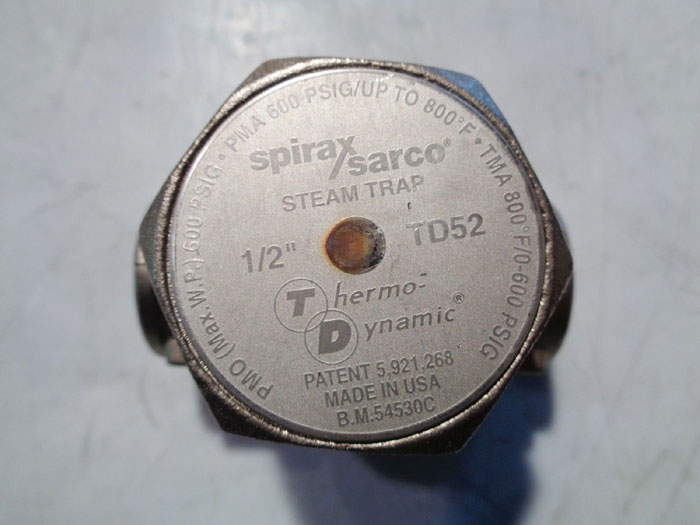 PMO (Max.W.P.) 600 PSIG • PMA 600 PSIG/UP TO 800°F • TMA 800°F/0-600 PSIG
spirax/sarco®
STEAM TRAP
1/2" TD52
Thermo-
Dynamic®
PATENT 5,921,268
MADE IN USA
B.M.54530C